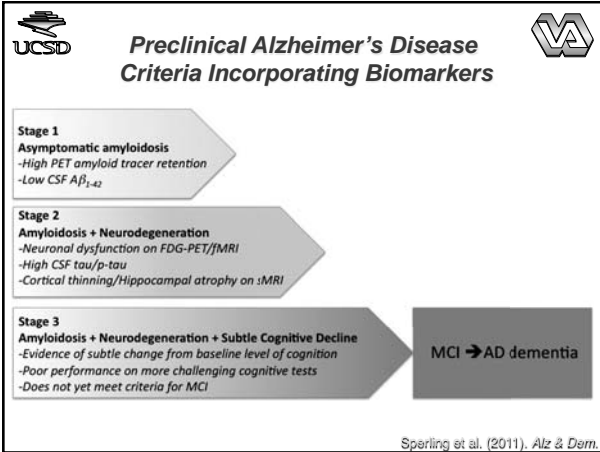 UCSD
Preclinical Alzheimer's Disease
VA
Criteria Incorporating Biomarkers
Stage 1
Asymptomatic amyloidosis
-High PET amyloid tracer retention
-Low CSF Aβ1-42
Stage 2
Amyloidosis + Neurodegeneration
-Neuronal dysfunction on FDG-PET/fMRI
-High CSF tau/p-tau
-Cortical thinning/Hippocampal atrophy on sMRI
Stage 3
Amyloidosis + Neurodegeneration + Subtle Cognitive Decline
-Evidence of subtle change from baseline level of cognition
-Poor performance on more challenging cognitive tests
-Does not yet meet criteria for MCI
MCI ➔ AD dementia
Sperling et al. (2011). Alz & Dem.